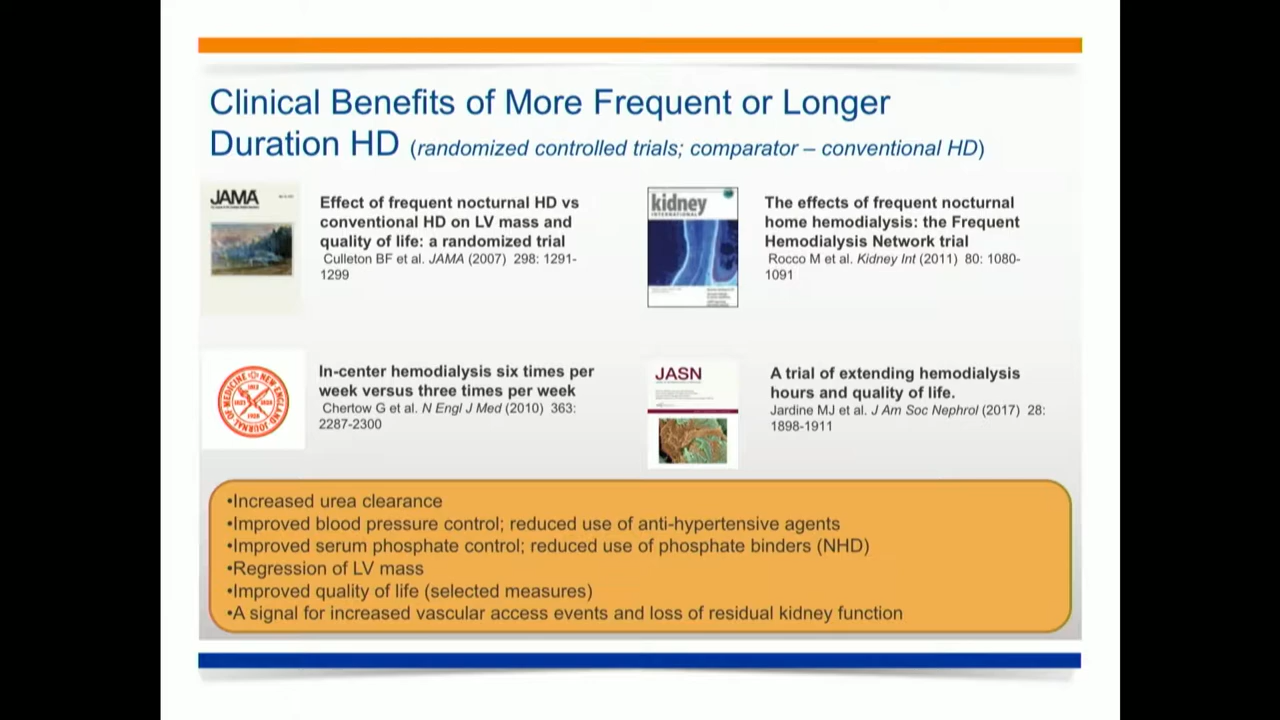 Clinical Benefits of More Frequent or Longer
Duration HD (randomized controlled trials; comparator – conventional HD)
JAMA
Effect of frequent nocturnal HD vs
conventional HD on LV mass and
quality of life: a randomized trial
Culleton BF et al. JAMA (2007) 298: 1291-
1299
kidney
INTERNATIONAL
The effects of frequent nocturnal
home hemodialysis: the Frequent
Hemodialysis Network trial
Rocco M et al. Kidney Int (2011) 80: 1080-
1091
In-center hemodialysis six times per
week versus three times per week
Chertow G et al. N Engl J Med (2010) 363:
2287-2300
JASN
A trial of extending hemodialysis
hours and quality of life.
Jardine MJ et al. J Am Soc Nephrol (2017) 28:
1898-1911
•Increased urea clearance
•Improved blood pressure control; reduced use of anti-hypertensive agents
•Improved serum phosphate control; reduced use of phosphate binders (NHD)
•Regression of LV mass
•Improved quality of life (selected measures)
•A signal for increased vascular access events and loss of residual kidney function